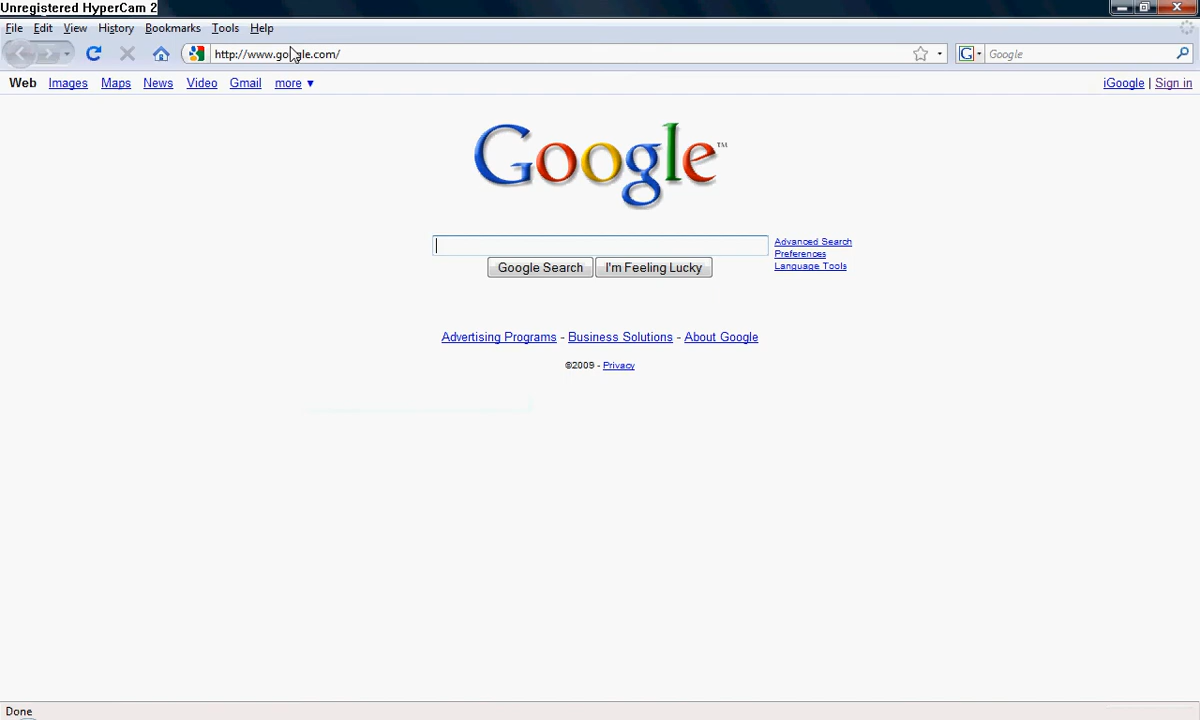 Unregistered HyperCam 2
File Edit View History Bookmarks Tools Help
http://www.google.com/ G Google
Web Images Maps News Video Gmail more ▼ iGoogle | Sign in
Google™
Advanced Search
Preferences
Language Tools
Google Search I'm Feeling Lucky
Advertising Programs - Business Solutions - About Google
©2009 - Privacy
Done